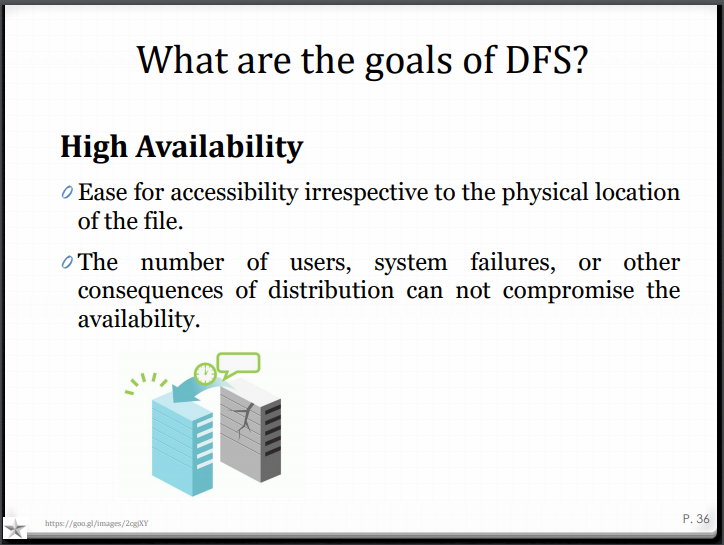 What are the goals of DFS?
High Availability
Ease for accessibility irrespective to the physical location
of the file.
The number of users, system failures, or other
consequences of distribution can not compromise the
availability.
https://goo.gl/images/2cgjXY
P. 36